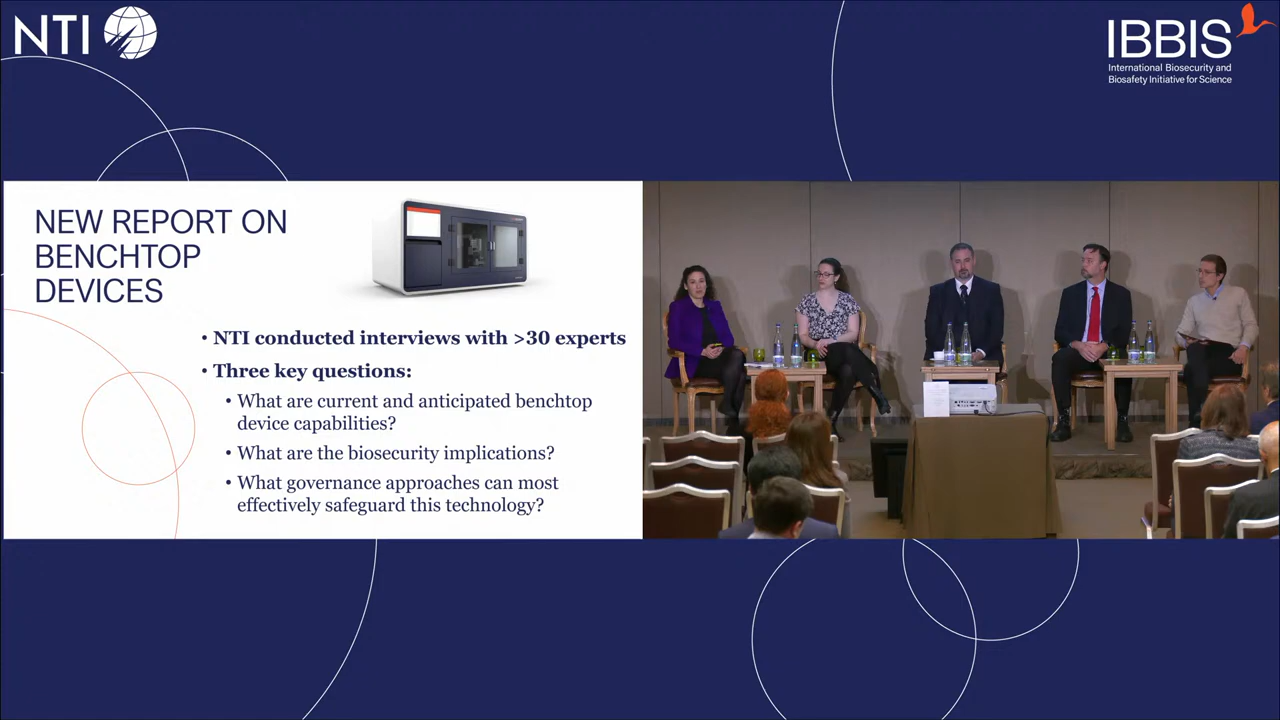 NTI
IBBIS
International Biosecurity and
Biosafety Initiative for Science
NEW REPORT ON
BENCHTOP
DEVICES
• NTI conducted interviews with >30 experts
• Three key questions:
• What are current and anticipated benchtop
device capabilities?
• What are the biosecurity implications?
• What governance approaches can most
effectively safeguard this technology?